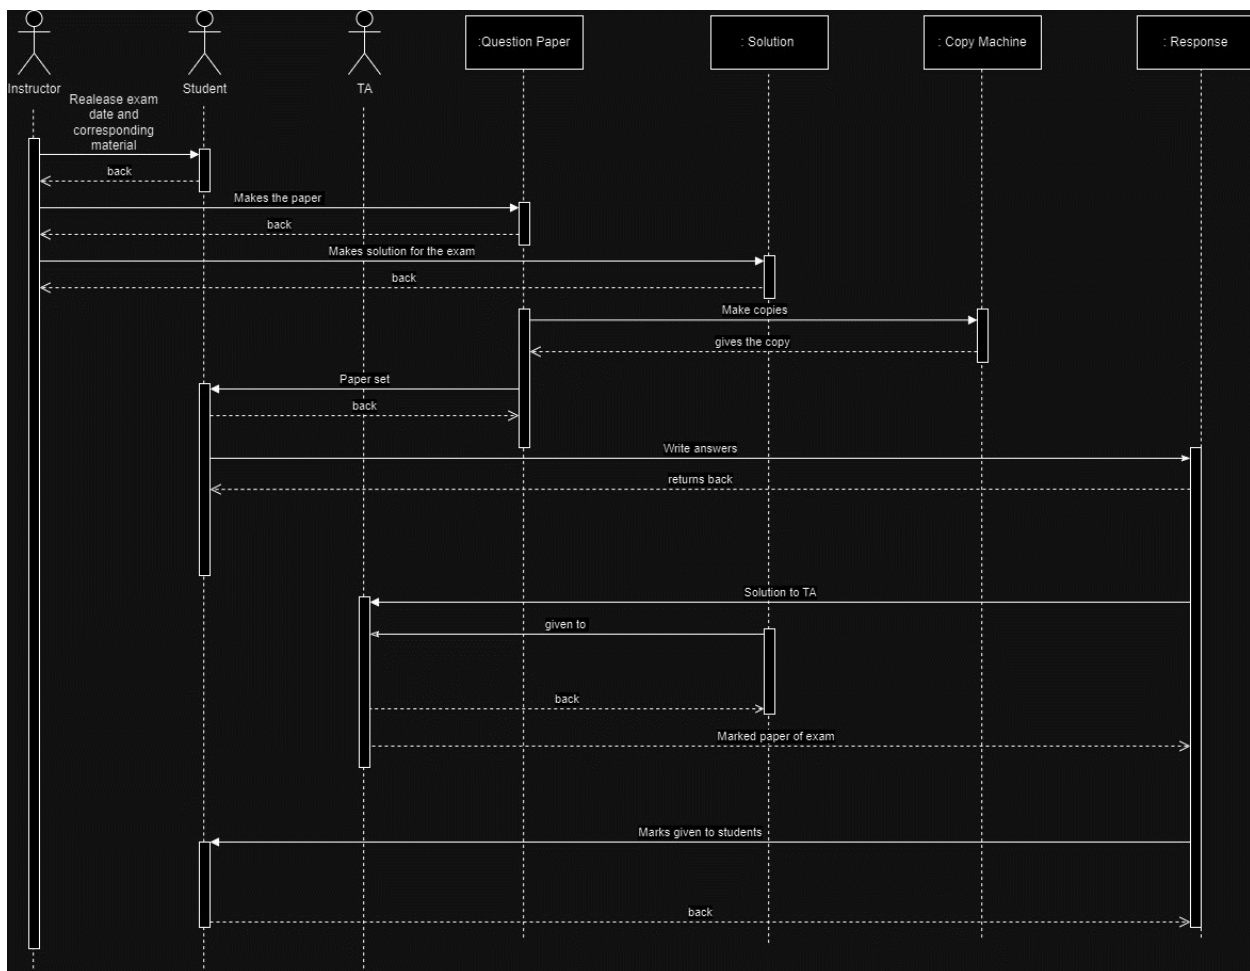 :Question Paper
: Solution
: Copy Machine
: Response
Instructor
Student
TA
Realease exam
date and
corresponding
material
back
Makes the paper
back
Makes solution for the exam
back
Make copies
gives the copy
Paper set
back
Write answers
returns back
Solution to TA
given to
back
Marked paper of exam
Marks given to students
back